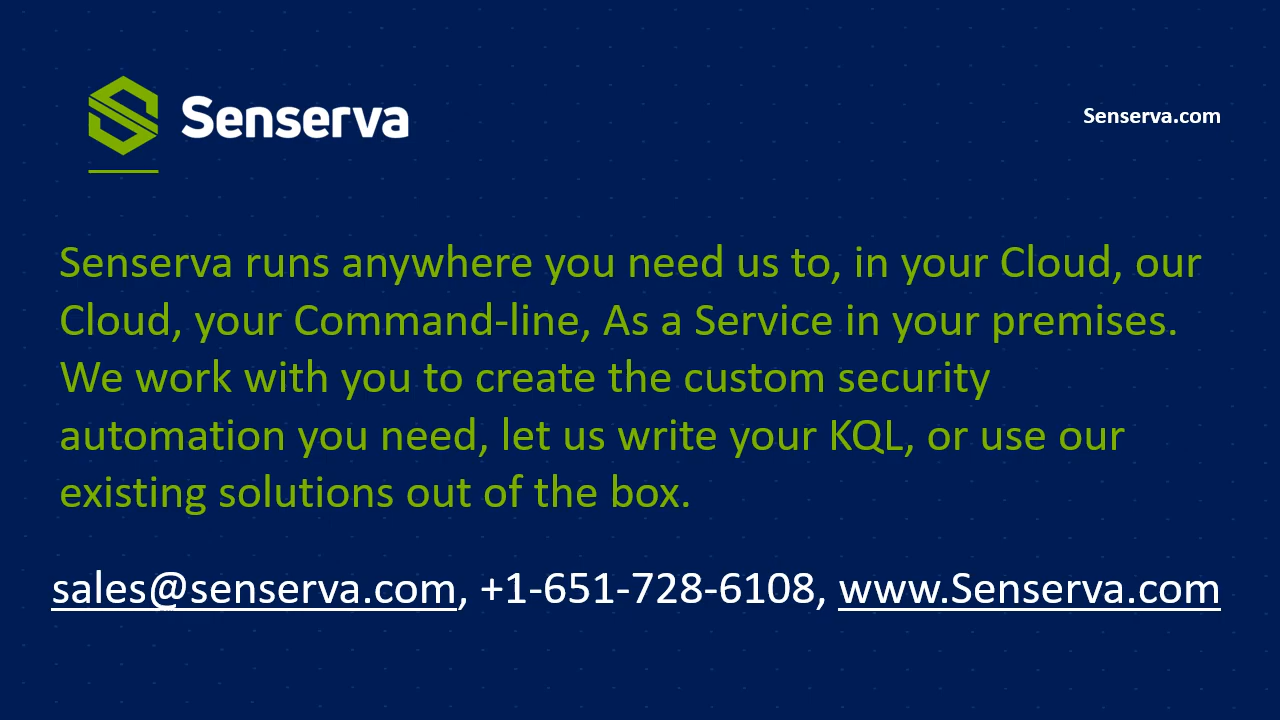 Senserva
Senserva.com
Senserva runs anywhere you need us to, in your Cloud, our
Cloud, your Command-line, As a Service in your premises.
We work with you to create the custom security
automation you need, let us write your KQL, or use our
existing solutions out of the box.
sales@senserva.com, +1-651-728-6108, www.Senserva.com